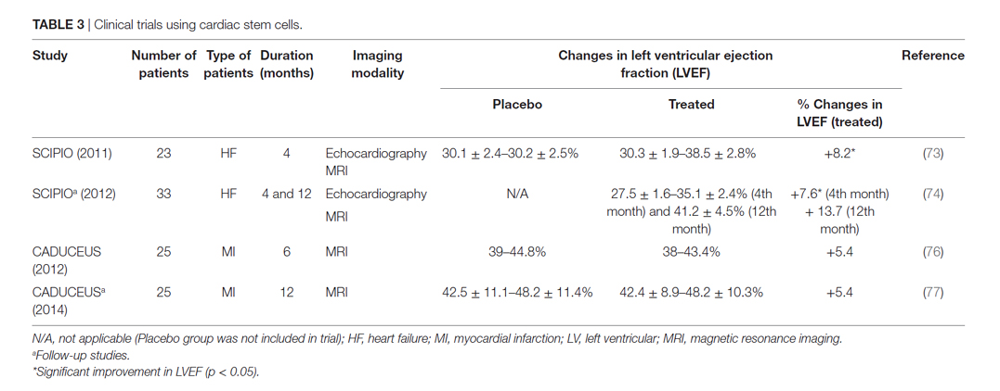 TABLE 3 | Clinical trials using cardiac stem cells.
Study Number of patients Type of patients Duration (months) Imaging modality Changes in left ventricular ejection fraction (LVEF) Reference
Placebo Treated % Changes in LVEF (treated)
SCIPIO (2011) 23 HF 4 Echocardiography MRI 30.1 ± 2.4–30.2 ± 2.5% 30.3 ± 1.9–38.5 ± 2.8% +8.2* (73)
SCIPIOᵃ (2012) 33 HF 4 and 12 Echocardiography MRI N/A 27.5 ± 1.6–35.1 ± 2.4% (4th month) and 41.2 ± 4.5% (12th month) +7.6* (4th month) + 13.7 (12th month) (74)
CADUCEUS (2012) 25 MI 6 MRI 39–44.8% 38–43.4% +5.4 (76)
CADUCEUSᵃ (2014) 25 MI 12 MRI 42.5 ± 11.1–48.2 ± 11.4% 42.4 ± 8.9–48.2 ± 10.3% +5.4 (77)
N/A, not applicable (Placebo group was not included in trial); HF, heart failure; MI, myocardial infarction; LV, left ventricular; MRI, magnetic resonance imaging.
ᵃFollow-up studies.
*Significant improvement in LVEF (p < 0.05).